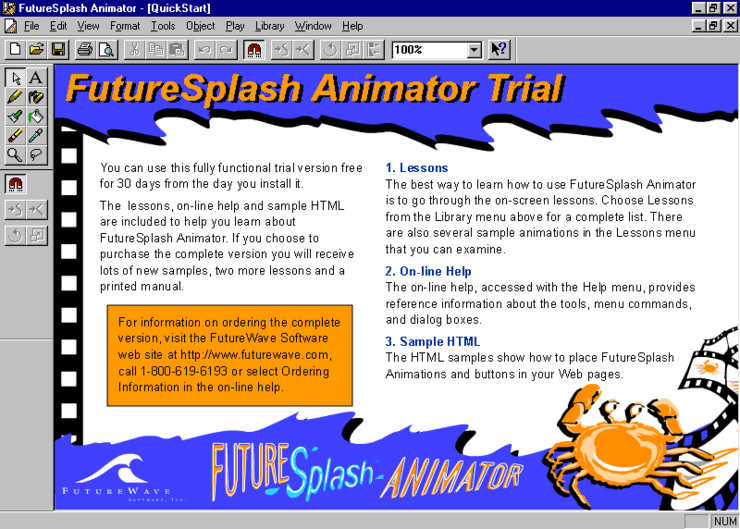 FutureSplash Animator - [QuickStart]
File Edit View Format Tools Object Play Library Window Help
100%
FutureSplash Animator Trial
You can use this fully functional trial version free
for 30 days from the day you install it.
The lessons, on-line help and sample HTML
are included to help you learn about
FutureSplash Animator. If you choose to
purchase the complete version you will receive
lots of new samples, two more lessons and a
printed manual.
For information on ordering the complete
version, visit the FutureWave Software
web site at http://www.futurewave.com,
call 1-800-619-6193 or select Ordering
Information in the on-line help.
1. Lessons
The best way to learn how to use FutureSplash Animator
is to go through the on-screen lessons. Choose Lessons
from the Library menu above for a complete list. There
are also several sample animations in the Lessons menu
that you can examine.
2. On-line Help
The on-line help, accessed with the Help menu, provides
reference information about the tools, menu commands,
and dialog boxes.
3. Sample HTML
The HTML samples show how to place FutureSplash
Animations and buttons in your Web pages.
FUTUREWAVE
SOFTWARE, INC.
FUTURESplash ANIMATOR
NUM